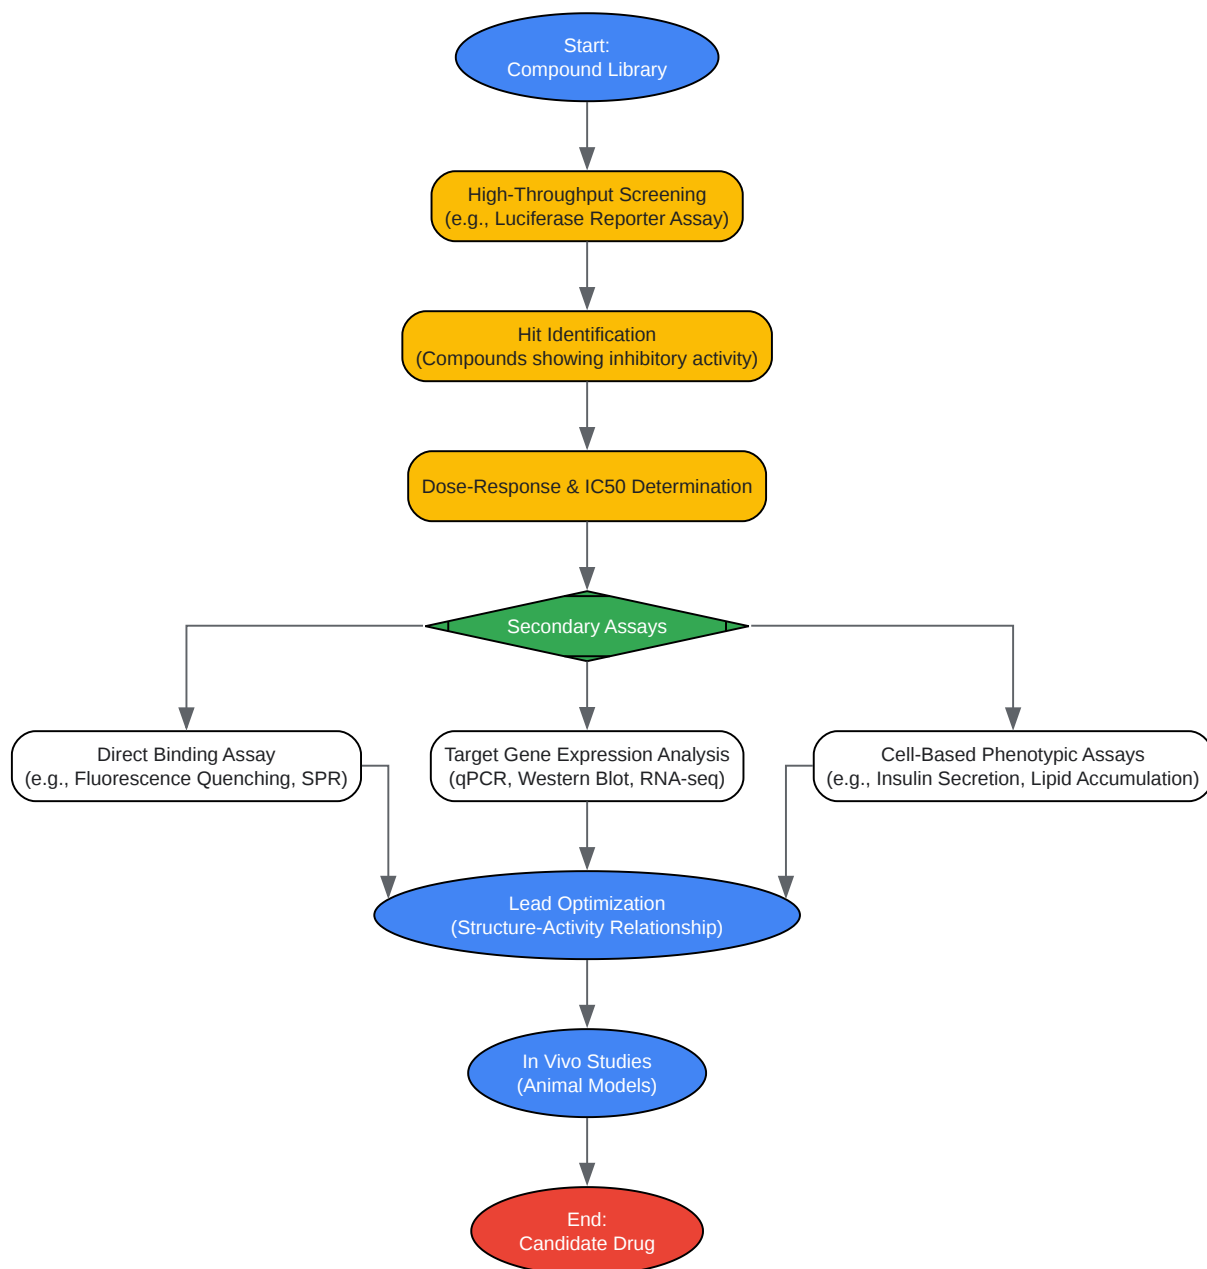 Start:
Compound Library
High-Throughput Screening
(e.g., Luciferase Reporter Assay)
Hit Identification
(Compounds showing inhibitory activity)
Dose-Response & IC50 Determination
Secondary Assays
Direct Binding Assay
(e.g., Fluorescence Quenching, SPR)
Target Gene Expression Analysis
(qPCR, Western Blot, RNA-seq)
Cell-Based Phenotypic Assays
(e.g., Insulin Secretion, Lipid Accumulation)
Lead Optimization
(Structure-Activity Relationship)
In Vivo Studies
(Animal Models)
End:
Candidate Drug